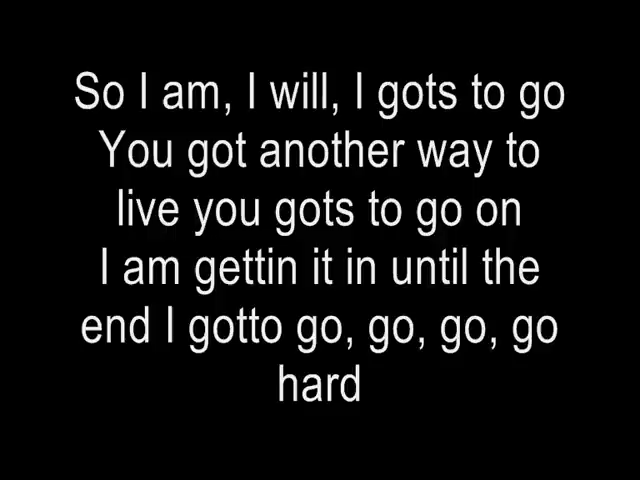 So I am, I will, I gots to go
You got another way to
live you gots to go on
I am gettin it in until the
end I gotto go, go, go, go
hard